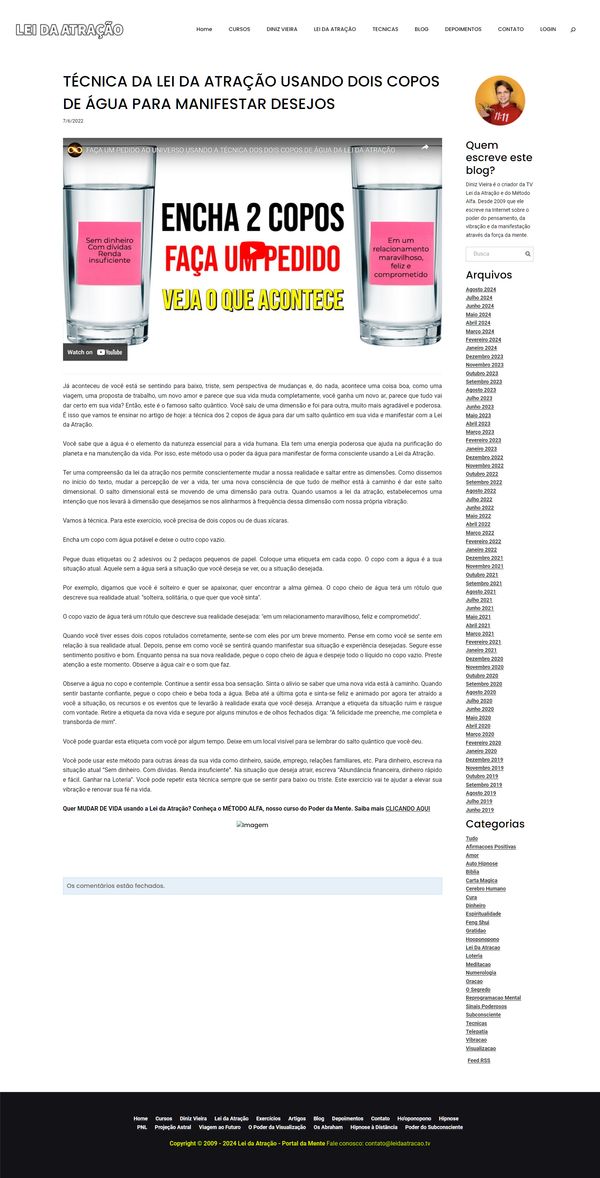 LEI DA ATRAÇÃO
Home CURSOS DINIZ VIEIRA LEI DA ATRAÇÃO TECNICAS BLOG DEPOIMENTOS CONTATO LOGIN
TÉCNICA DA LEI DA ATRAÇÃO USANDO DOIS COPOS
DE ÁGUA PARA MANIFESTAR DESEJOS
7/6/2022
FAÇA UM PEDIDO AO UNIVERSO USANDO A TÉCNICA DOS DOIS COPOS DE ÁGUA DA LEI DA ATRAÇÃO
ENCHA 2 COPOS
FAÇA UM PEDIDO
VEJA O QUE ACONTECE
Sem dinheiro
Com dívidas
Renda
insuficiente
Em um
relacionamento
maravilhoso,
feliz e
comprometido
Watch on YouTube
Já aconteceu de você está se sentindo para baixo, triste, sem perspectiva de mudanças e, do nada, acontece uma coisa boa, como uma
viagem, uma proposta de trabalho, um novo amor e parece que sua vida muda completamente, você ganha um novo ar, parece que tudo vai
dar certo em sua vida? Então, este é o famoso salto quântico. Você saiu de uma dimensão e foi para outra, muito mais agradável e poderosa.
É isso que vamos te ensinar no artigo de hoje: a técnica dos 2 copos de água para dar um salto quântico em sua vida e manifestar com a Lei
da Atração.
Você sabe que a água é o elemento da natureza essencial para a vida humana. Ela tem uma energia poderosa que ajuda na purificação do
planeta e na manutenção da vida. Por isso, este método usa o poder da água para manifestar de forma consciente usando a Lei da Atração.
Ter uma compreensão da lei da atração nos permite conscientemente mudar a nossa realidade e saltar entre as dimensões. Como dissemos
no início do texto, mudar a percepção de ver a vida, ter uma nova consciência de que tudo de melhor está à caminho é dar este salto
dimensional. O salto dimensional está se movendo de uma dimensão para outra. Quando usamos a lei da atração, estabelecemos uma
intenção que nos levará à dimensão que desejamos se nos alinharmos à frequência dessa dimensão com nossa própria vibração.
Vamos à técnica. Para este exercício, você precisa de dois copos ou de duas xícaras.
Encha um copo com água potável e deixe o outro copo vazio.
Pegue duas etiquetas ou 2 adesivos ou 2 pedaços pequenos de papel. Coloque uma etiqueta em cada copo. O copo com a água é a sua
situação atual. Aquele sem a água será a situação que você deseja se ver, ou a situação desejada.
Por exemplo, digamos que você é solteiro e quer se apaixonar, quer encontrar a alma gêmea. O copo cheio de água terá um rótulo que
descreve sua realidade atual: "solteira, solitária, o que quer que você sinta".
O copo vazio de água terá um rótulo que descreve sua realidade desejada: "em um relacionamento maravilhoso, feliz e comprometido".
Quando você tiver esses dois copos rotulados corretamente, sente-se com eles por um breve momento. Pense em como você se sente
em relação à sua realidade atual. Depois, pense em como você se sentirá quando manifestar sua situação e experiência desejadas. Segure esse
sentimento positivo e bom. Enquanto pensa na sua nova realidade, pegue o copo cheio de água e despeje todo o líquido no copo vazio. Preste
atenção a este momento. Observe a água cair e o som que faz.
Observe a água no copo e contemple. Continue a sentir essa boa sensação. Sinta o alívio se saber que uma nova vida está à caminho. Quando
sentir bastante confiante, pegue o copo cheio e beba toda a água. Beba até a última gota e sinta-se feliz e animado por agora ter atraído a
você a situação, os recursos e os eventos que te levarão à realidade exata que você deseja. Arranque a etiqueta da situação ruim e rasgue
com vontade. Retire a etiqueta da nova vida e segure por alguns minutos e de olhos fechados diga: "A felicidade me preenche, me completa e
transborda de mim".
Você pode guardar esta etiqueta com você por algum tempo. Deixe em um local visível para se lembrar do salto quântico que você deu.
Você pode usar este método para outras áreas da sua vida como dinheiro, saúde, emprego, relações familiares, etc. Para dinheiro, escreva na
situação atual "Sem dinheiro. Com dívidas. Renda insuficiente". Na situação que deseja atrair, escreva "Abundância financeira, dinheiro rápido
e fácil. Ganhar na Loteria". Você pode repetir esta técnica sempre que se sentir para baixo ou triste. Este exercício vai te ajudar a elevar sua
vibração e renovar sua fé na vida.
Quer MUDAR DE VIDA usando a Lei da Atração? Conheça o MÉTODO ALFA, nosso curso do Poder da Mente. Saiba mais CLICANDO AQUI
Imagem
Os comentários estão fechados.
Quem
escreve este
blog?
Diniz Vieira é o criador da TV
Lei da Atração e do Método
Alfa. Desde 2009 que ele
escreve na Internet sobre o
poder do pensamento, da
vibração e da manifestação
através da força da mente.
Busca
Arquivos
Agosto 2024
Julho 2024
Junho 2024
Maio 2024
Abril 2024
Março 2024
Fevereiro 2024
Janeiro 2024
Dezembro 2023
Novembro 2023
Outubro 2023
Setembro 2023
Agosto 2023
Julho 2023
Junho 2023
Maio 2023
Abril 2023
Março 2023
Fevereiro 2023
Janeiro 2023
Dezembro 2022
Novembro 2022
Outubro 2022
Setembro 2022
Agosto 2022
Julho 2022
Junho 2022
Maio 2022
Abril 2022
Março 2022
Fevereiro 2022
Janeiro 2022
Dezembro 2021
Novembro 2021
Outubro 2021
Setembro 2021
Agosto 2021
Julho 2021
Junho 2021
Maio 2021
Abril 2021
Março 2021
Fevereiro 2021
Janeiro 2021
Dezembro 2020
Novembro 2020
Outubro 2020
Setembro 2020
Agosto 2020
Julho 2020
Junho 2020
Maio 2020
Abril 2020
Março 2020
Fevereiro 2020
Janeiro 2020
Dezembro 2019
Novembro 2019
Outubro 2019
Setembro 2019
Agosto 2019
Julho 2019
Junho 2019
Categorias
Tudo
Afirmacoes Positivas
Amor
Auto Hipnose
Biblia
Carta Magica
Cerebro Humano
Cura
Dinheiro
Espiritualidade
Feng Shui
Gratidao
Hooponopono
Lei Da Atracao
Loteria
Meditacao
Numerologia
Oracao
O Segredo
Reprogramacao Mental
Sinais Poderosos
Subconsciente
Tecnicas
Telepatia
Vibracao
Visualizacao
Feed RSS
Home Cursos Diniz Vieira Lei da Atração Exercicios Artigos Blog Depoimentos Contato Ho'oponopono Hipnose
PNL Projeção Astral Viagem ao Futuro O Poder da Visualização Os Abraham Hipnose à Distância Poder do Subconsciente
Copyright © 2009 - 2024 Lei da Atração - Portal da Mente Fale conosco: contato@leidaatracao.tv